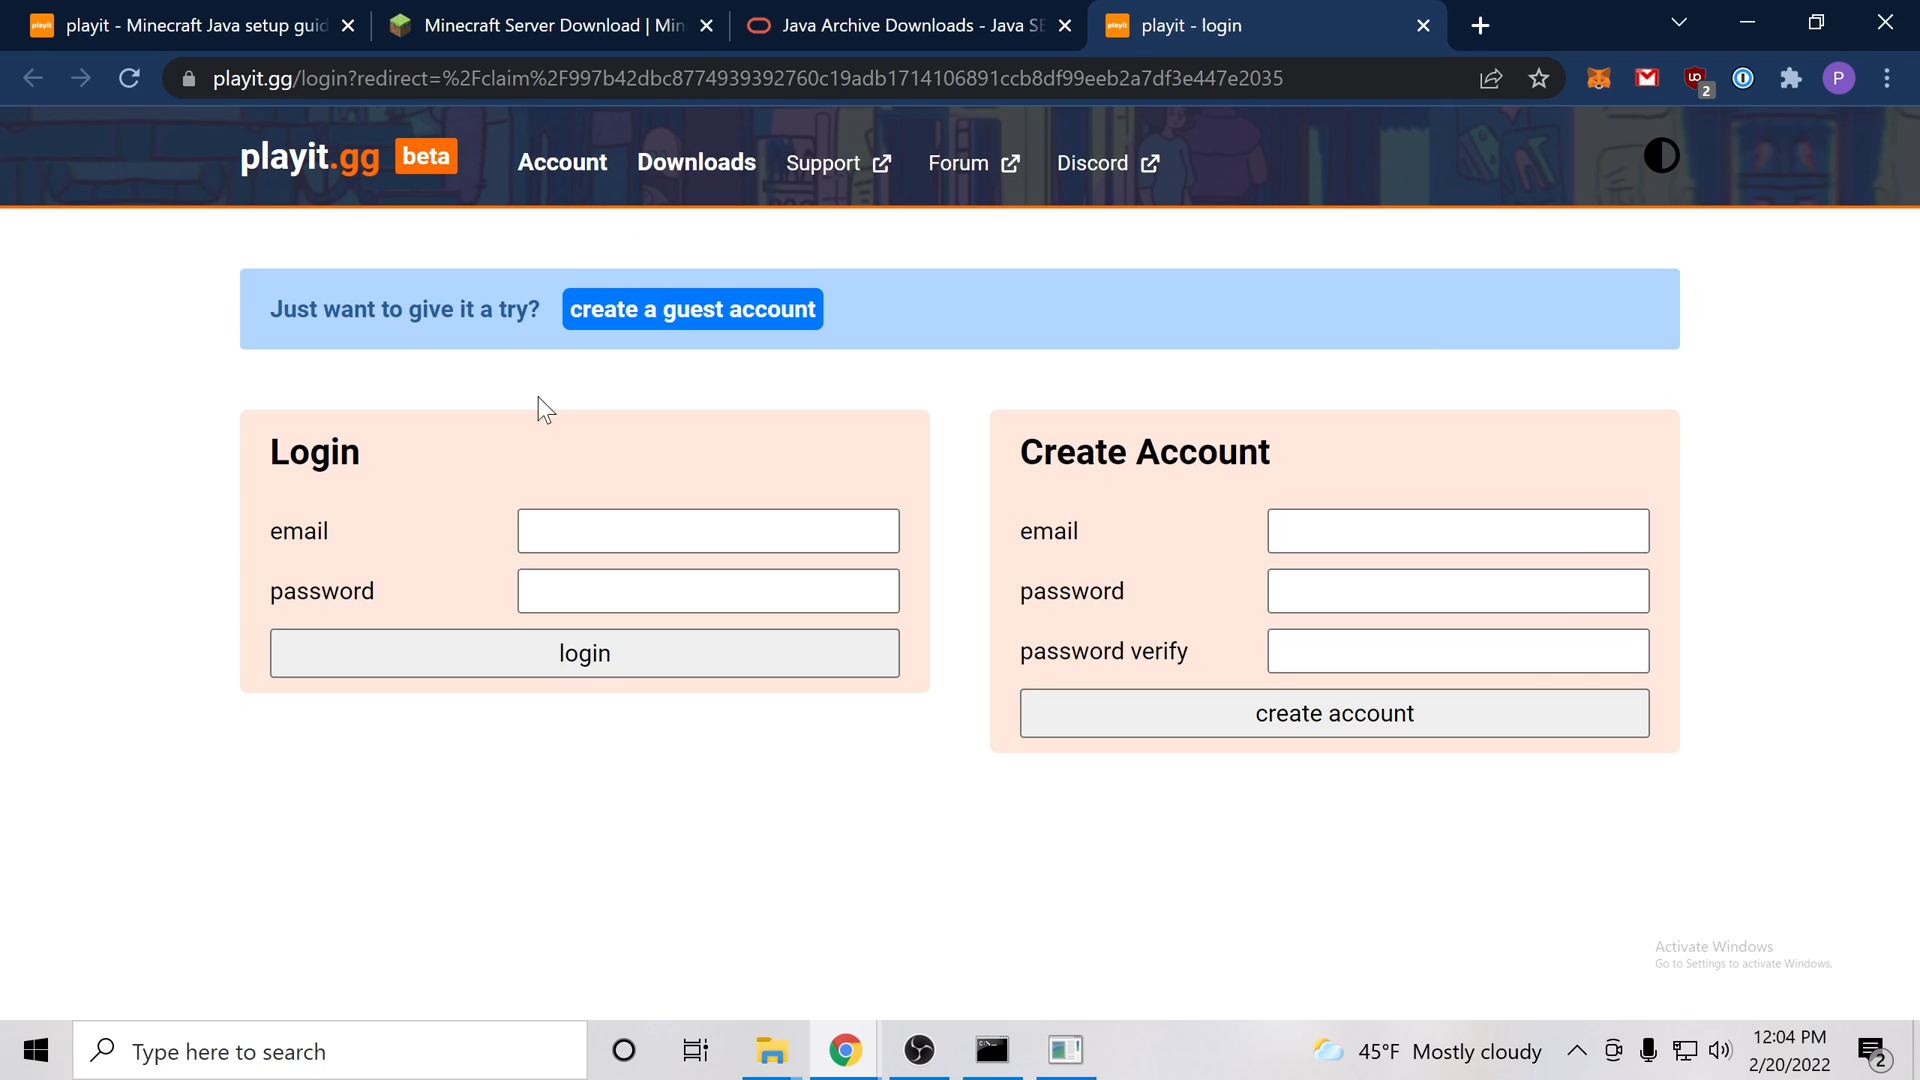 playit - Minecraft Java setup guid
Minecraft Server Download | Min
Java Archive Downloads - Java SE
playit - login
playit.gg/login?redirect=%2Fclaim%2F997b42dbc8774939392760c19adb1714106891ccb8df99eeb2a7df3e447e2035
2
P
playit.gg beta
Account
Downloads
Support
Forum
Discord
Just want to give it a try?
create a guest account
Login
email
password
login
Create Account
email
password
password verify
create account
Activate Windows
Go to Settings to activate Windows.
Type here to search
45°F Mostly cloudy
12:04 PM
2/20/2022
2